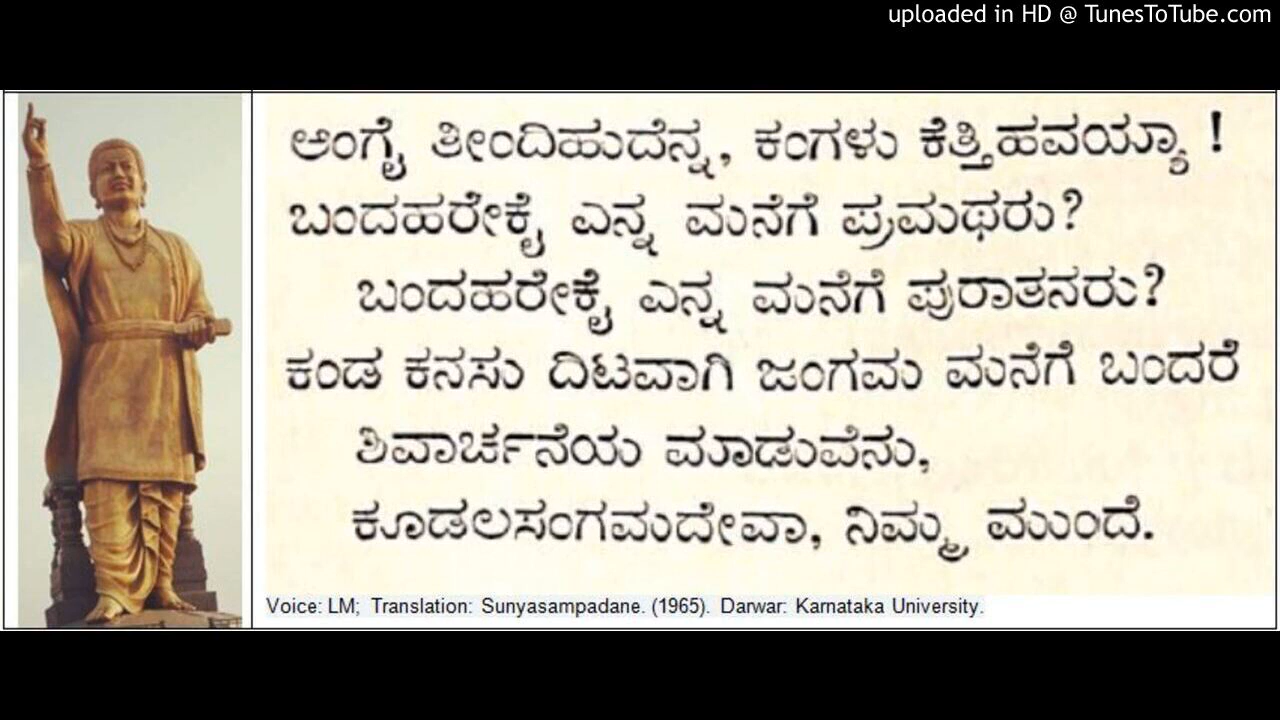 uploaded in HD @ TunesToTube.com
ಅಂಗೈ ತೀಂದಿಹುದೆನ್ನ, ಕಂಗಳು ಕೆತ್ತಿಹವಯ್ಯಾ !
ಬಂದಹರೇಕೈ ಎನ್ನ ಮನೆಗೆ ಪ್ರಮಥರು?
ಬಂದಹರೇಕೈ ಎನ್ನ ಮನೆಗೆ ಪುರಾತನರು?
ಕಂಡ ಕನಸು ದಿಟವಾಗಿ ಜಂಗಮ ಮನೆಗೆ ಬಂದರೆ
ಶಿವಾರ್ಚನೆಯ ಮಾಡುವೆನು,
ಕೂಡಲಸಂಗಮದೇವಾ, ನಿಮ್ಮ ಮುಂದೆ.
Voice: LM; Translation: Sunyasampadane. (1965). Darwar: Karnataka University.